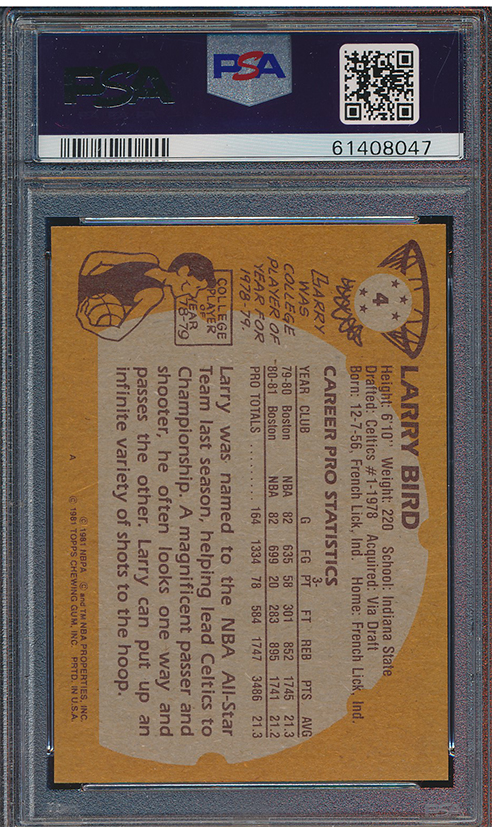 PSA
PSA
61408047
4
LARRY BIRD
Height: 6'10" Weight: 220 School: Indiana State
Drafted: Celtics #1-1978 Acquired: Via Draft
Born: 12-7-56, French Lick, Ind. Home: French Lick, Ind.
CAREER PRO STATISTICS
YEAR CLUB G FG 3-PT FT REB PTS AVG
79-80 Boston NBA 82 635 58 301 852 1745 21.3
-80-81 Boston NBA 82 699 20 283 895 1741 21.2
PRO TOTALS ........ 164 1334 78 584 1747 3486 21.3
LARRY
WAS
COLLEGE
PLAYER OF
YEAR FOR
1978-79.
COLLEGE
PLAYER
OF
YEAR
78-79
Larry was named to the NBA All-Star
Team last season, helping lead Celtics to
Championship. A magnificent passer and
shooter, he often looks one way and
passes the other. Larry can put up an
infinite variety of shots to the hoop.
A
© 1981 NBPA © and TM NBA PROPERTIES, INC.
© 1981 TOPPS CHEWING GUM, INC. PRTD. IN U.S.A.